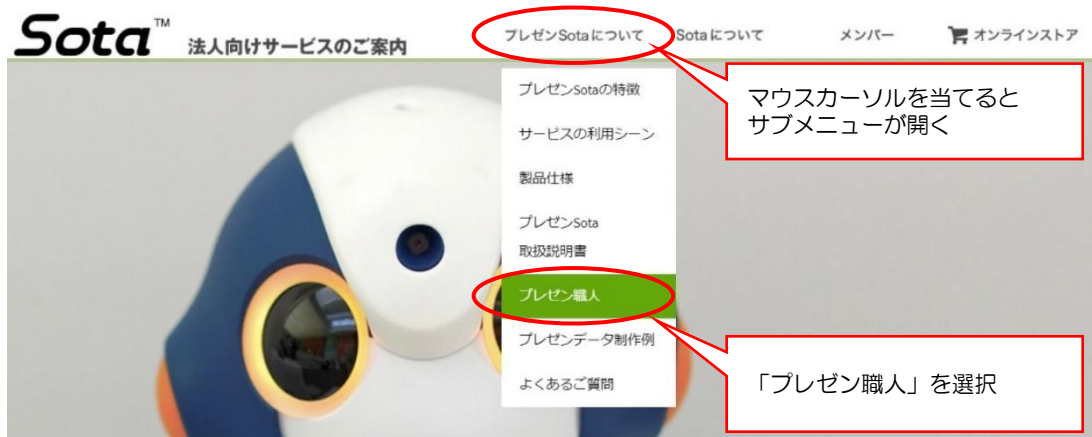 Sota™ 法人向けサービスのご案内
プレゼンSotaについて Sotaについて メンバー オンラインストア
プレゼンSotaの特徴
サービスの利用シーン
製品仕様
プレゼンSota
取扱説明書
プレゼン職人
プレゼンデータ制作例
よくあるご質問
マウスカーソルを当てると
サブメニューが開く
「プレゼン職人」を選択